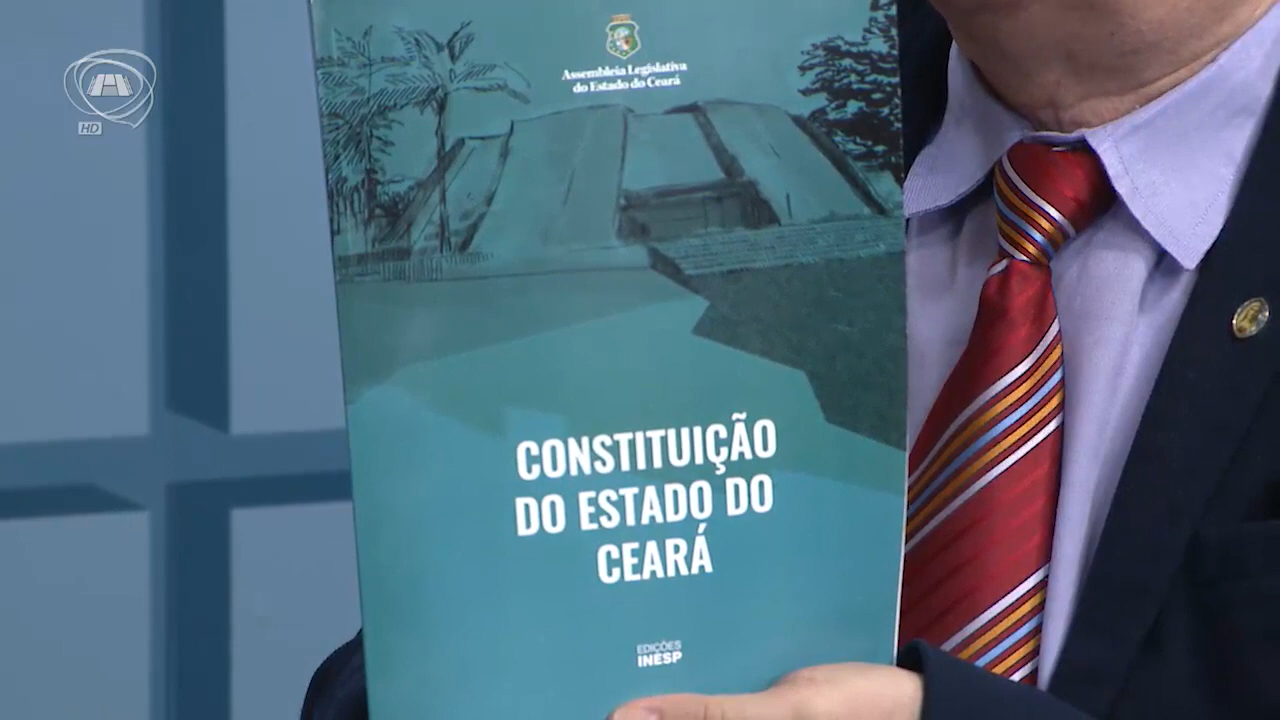 HD
Assembleia Legislativa
do Estado do Ceará
CONSTITUIÇÃO
DO ESTADO DO
CEARÁ
EDIÇÕES
INESP